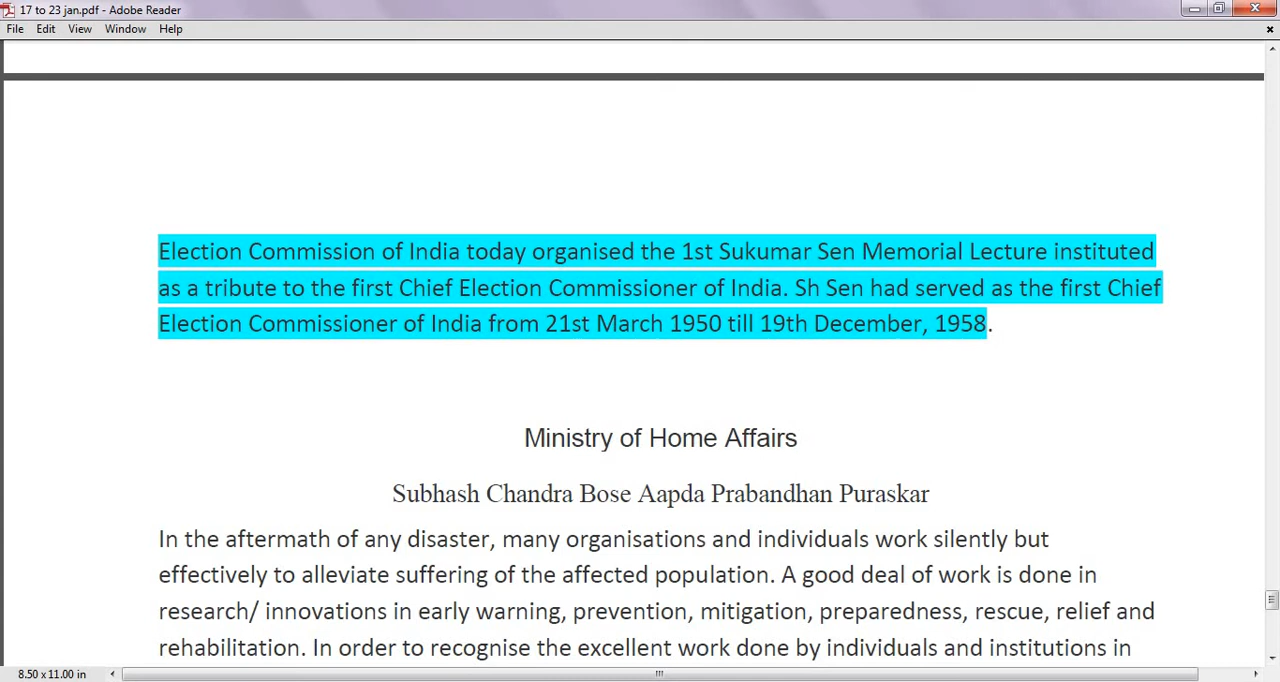 17 to 23 jan.pdf - Adobe Reader
File Edit View Window Help
Election Commission of India today organised the 1st Sukumar Sen Memorial Lecture instituted
as a tribute to the first Chief Election Commissioner of India. Sh Sen had served as the first Chief
Election Commissioner of India from 21st March 1950 till 19th December, 1958.
Ministry of Home Affairs
Subhash Chandra Bose Aapda Prabandhan Puraskar
In the aftermath of any disaster, many organisations and individuals work silently but
effectively to alleviate suffering of the affected population. A good deal of work is done in
research/ innovations in early warning, prevention, mitigation, preparedness, rescue, relief and
rehabilitation. In order to recognise the excellent work done by individuals and institutions in
8.50 x 11.00 in